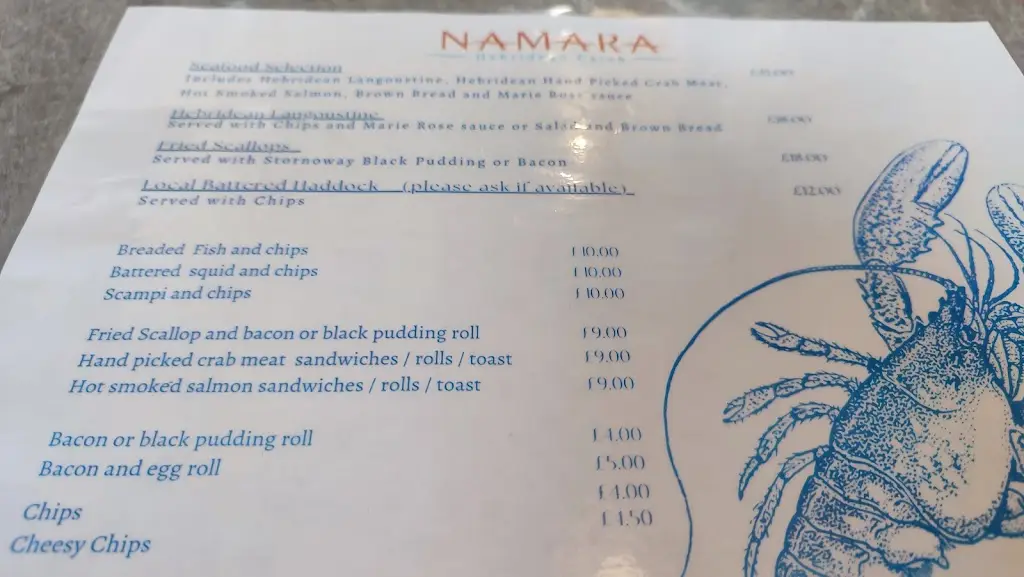 NAMARA
Hebridean Catch
Seafood Selection
Includes Hebridean Langoustine, Hebridean Hand Picked Crab Meat,
Hot Smoked Salmon, Brown Bread and Marie Rose sauce
Hebridean Langoustine
Served with Chips and Marie Rose sauce or Salad and Brown Bread
Fried Scallops £18.00
Served with Stornoway Black Pudding or Bacon
Local Battered Haddock (please ask if available) £12.00
Served with Chips
Breaded Fish and chips £10.00
Battered squid and chips £10.00
Scampi and chips £10.00
Fried Scallop and bacon or black pudding roll £9.00
Hand picked crab meat sandwiches / rolls / toast £9.00
Hot smoked salmon sandwiches / rolls / toast £9.00
Bacon or black pudding roll £4.00
Bacon and egg roll £5.00
Chips £4.00
Cheesy Chips £4.50